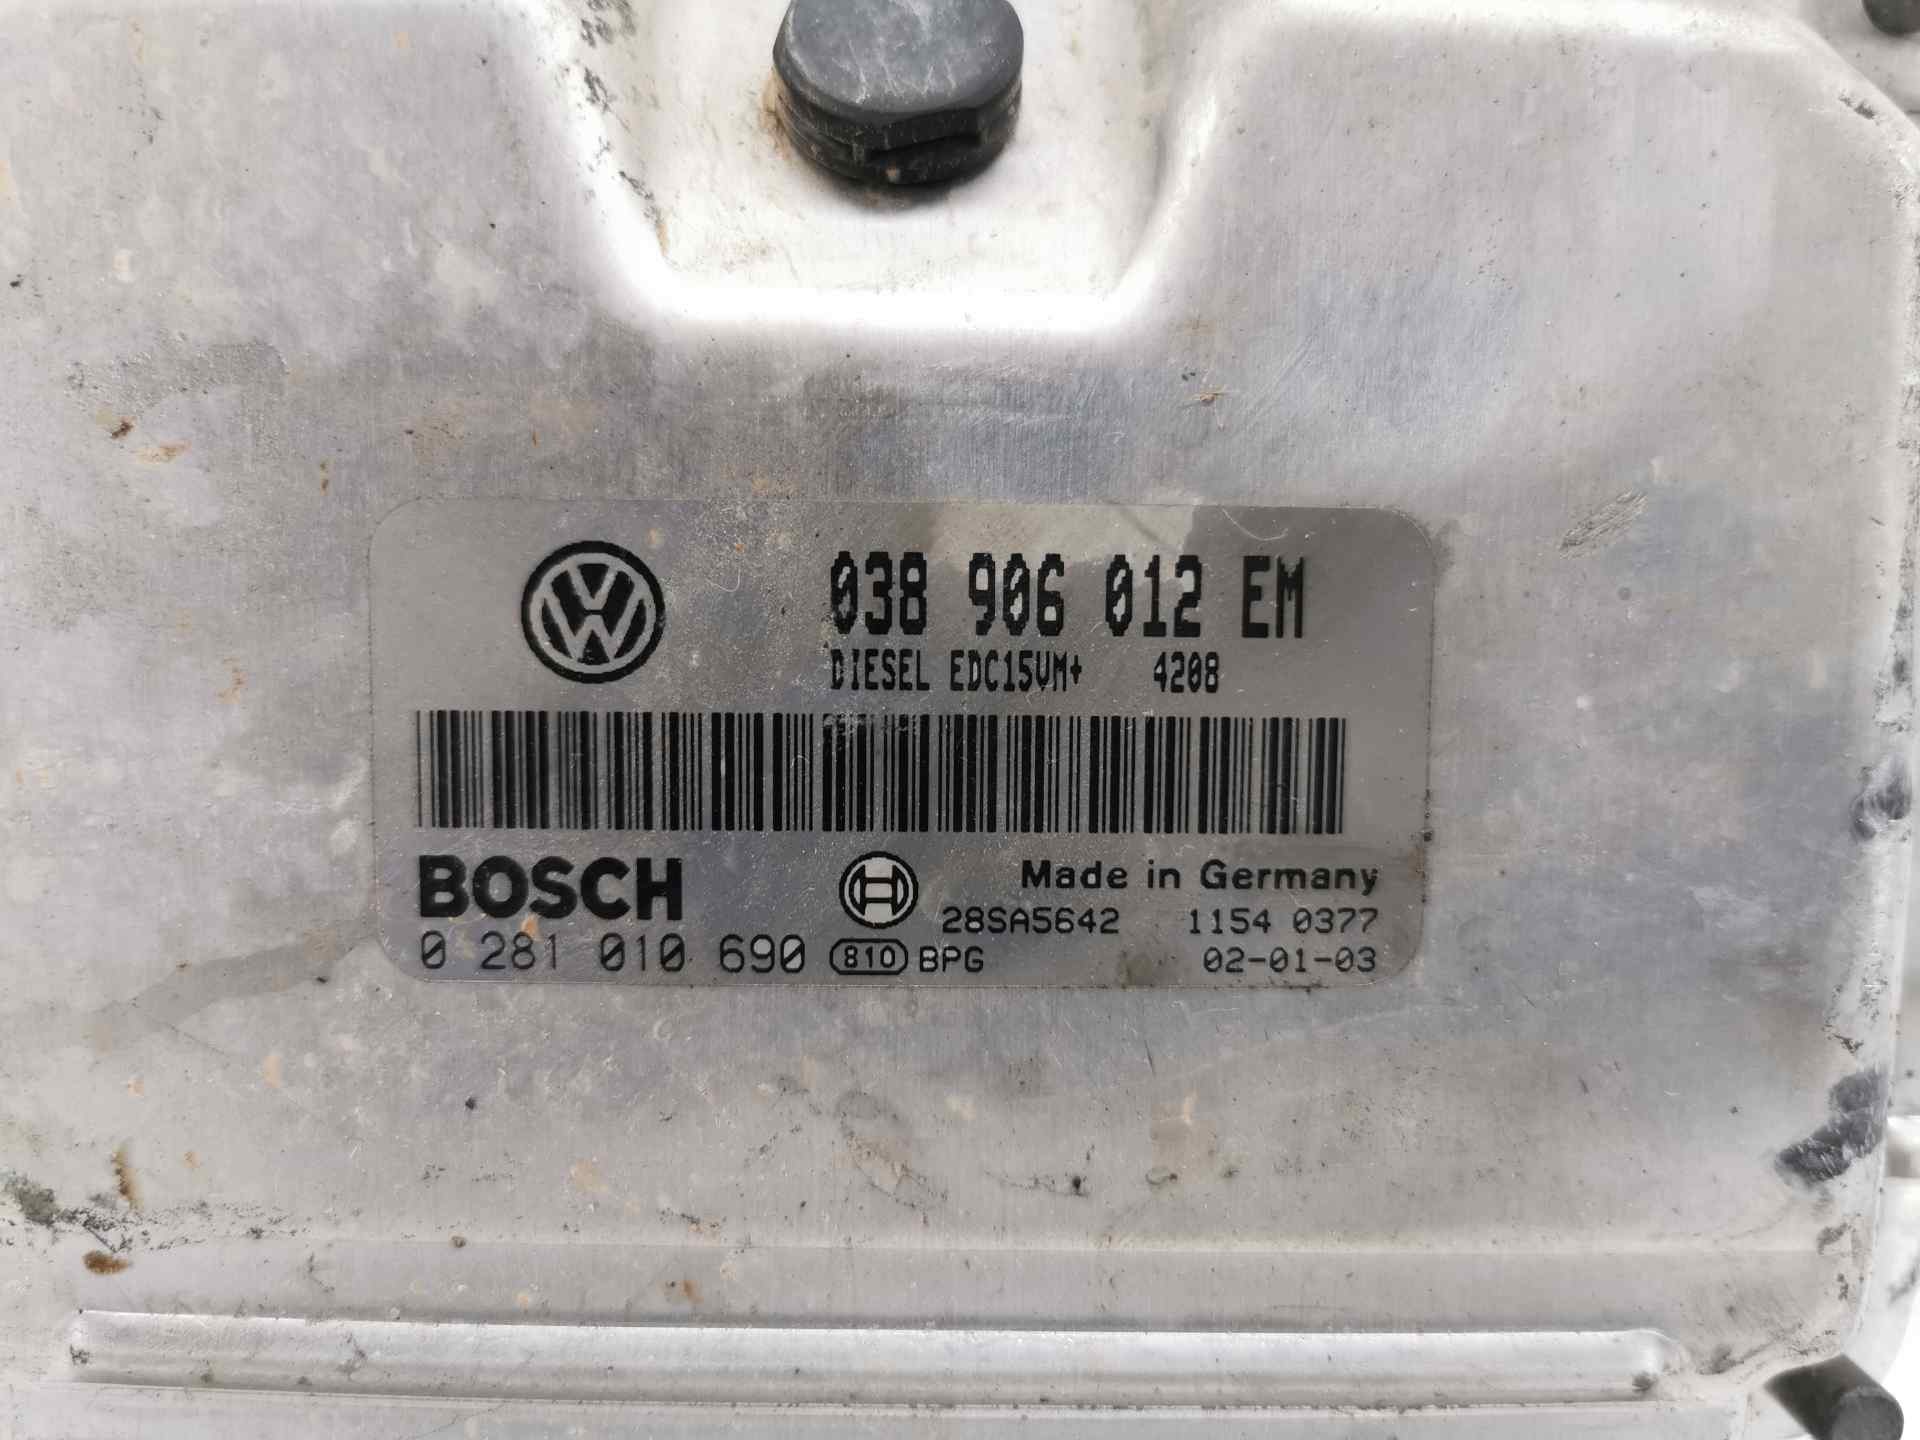 038 906 012 EM
DIESEL EDC15VM+ 4208
BOSCH
Made in Germany
28SA5642 1154 0377
0 281 010 690 810 BPG 02-01-03